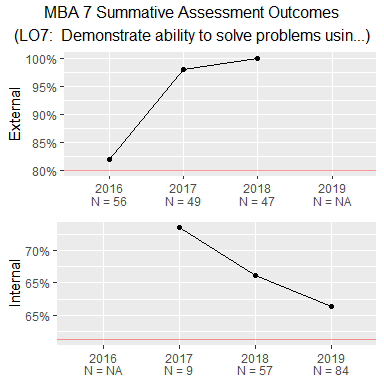 MBA 7 Summative Assessment Outcomes
(LO7:  Demonstrate ability to solve problems usin...)
External
100%
95%
90%
85%
80%
2016 2017 2018 2019
N = 56 N = 49 N = 47 N = NA
Internal
70%
65%
65%
2016 2017 2018 2019
N = NA N = 9 N = 57 N = 84